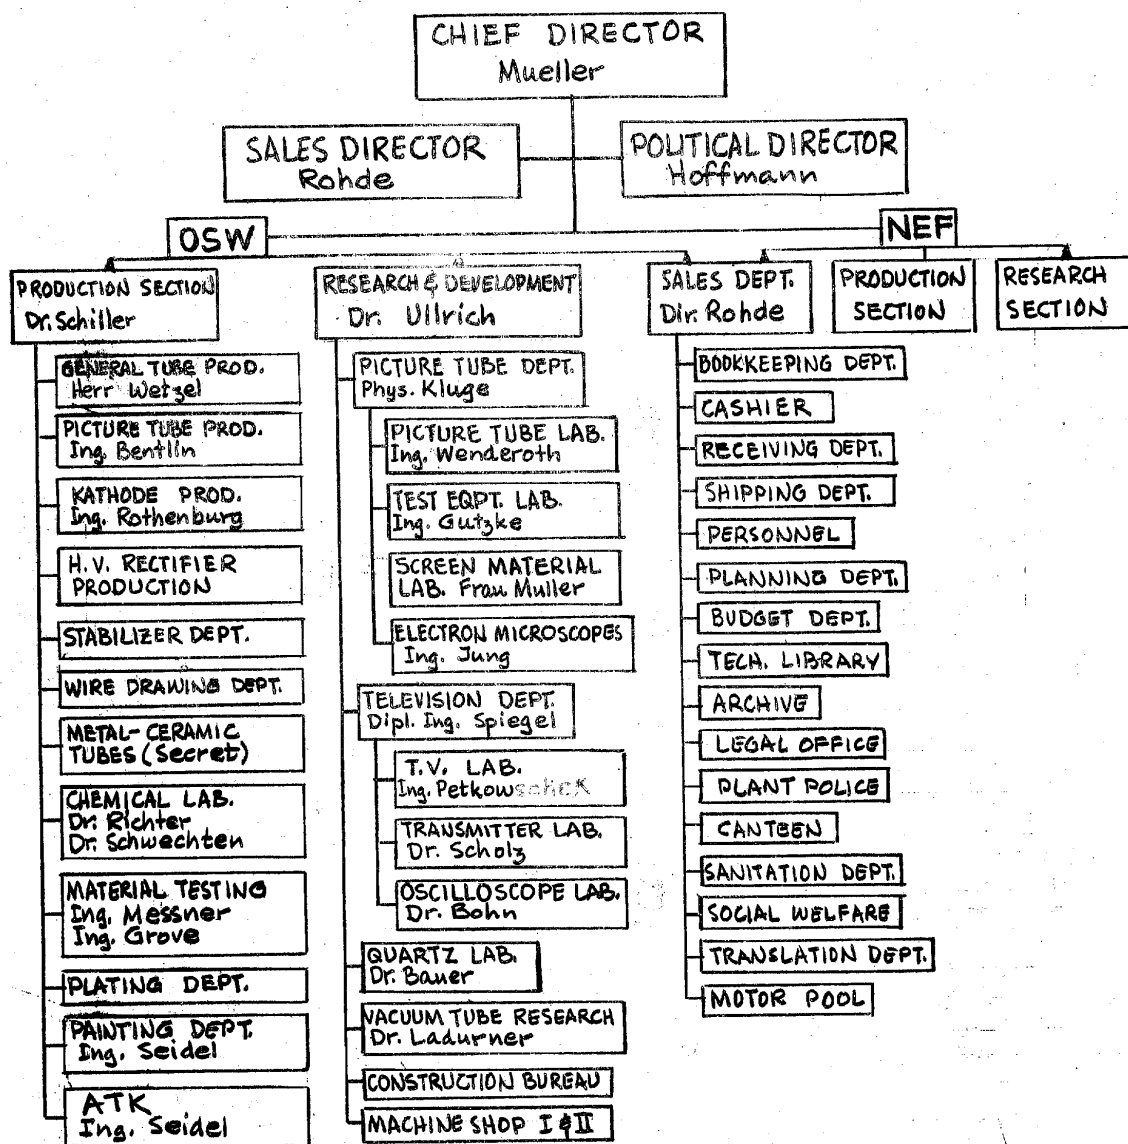 CHIEF DIRECTOR
Mueller
SALES DIRECTOR
Rohde
POLITICAL DIRECTOR
Hoffmann
OSW
NEF
PRODUCTION SECTION
Dr. Schiller
RESEARCH & DEVELOPMENT
Dr. Ullrich
SALES DEPT.
Dir. Rohde
PRODUCTION
SECTION
RESEARCH
SECTION
GENERAL TUBE PROD.
Herr Wetzel
PICTURE TUBE PROD.
Ing. Bentlin
KATHODE PROD.
Ing. Rothenburg
H.V. RECTIFIER
PRODUCTION
STABILIZER DEPT.
WIRE DRAWING DEPT.
METAL-CERAMIC
TUBES (Secret)
CHEMICAL LAB.
Dr. Richter
Dr. Schwechten
MATERIAL TESTING
Ing. Messner
Ing. Grove
PLATING DEPT.
PAINTING DEPT.
Ing. Seidel
ATK
Ing. Seidel
PICTURE TUBE DEPT.
Phys. Kluge
PICTURE TUBE LAB.
Ing. Wenderoth
TEST EQPT. LAB.
Ing. Gutzke
SCREEN MATERIAL
LAB. Frau Muller
ELECTRON MICROSCOPES
Ing. Jung
TELEVISION DEPT.
Dipl. Ing. Spiegel
T.V. LAB.
Ing. Petkowschek
TRANSMITTER LAB.
Dr. Scholz
OSCILLOSCOPE LAB.
Dr. Bohn
QUARTZ LAB.
Dr. Bauer
VACUUM TUBE RESEARCH
Dr. Ladurner
CONSTRUCTION BUREAU
MACHINE SHOP I & II
BOOKKEEPING DEPT.
CASHIER
RECEIVING DEPT.
SHIPPING DEPT.
PERSONNEL
PLANNING DEPT.
BUDGET DEPT.
TECH. LIBRARY
ARCHIVE
LEGAL OFFICE
PLANT POLICE
CANTEEN
SANITATION DEPT.
SOCIAL WELFARE
TRANSLATION DEPT.
MOTOR POOL